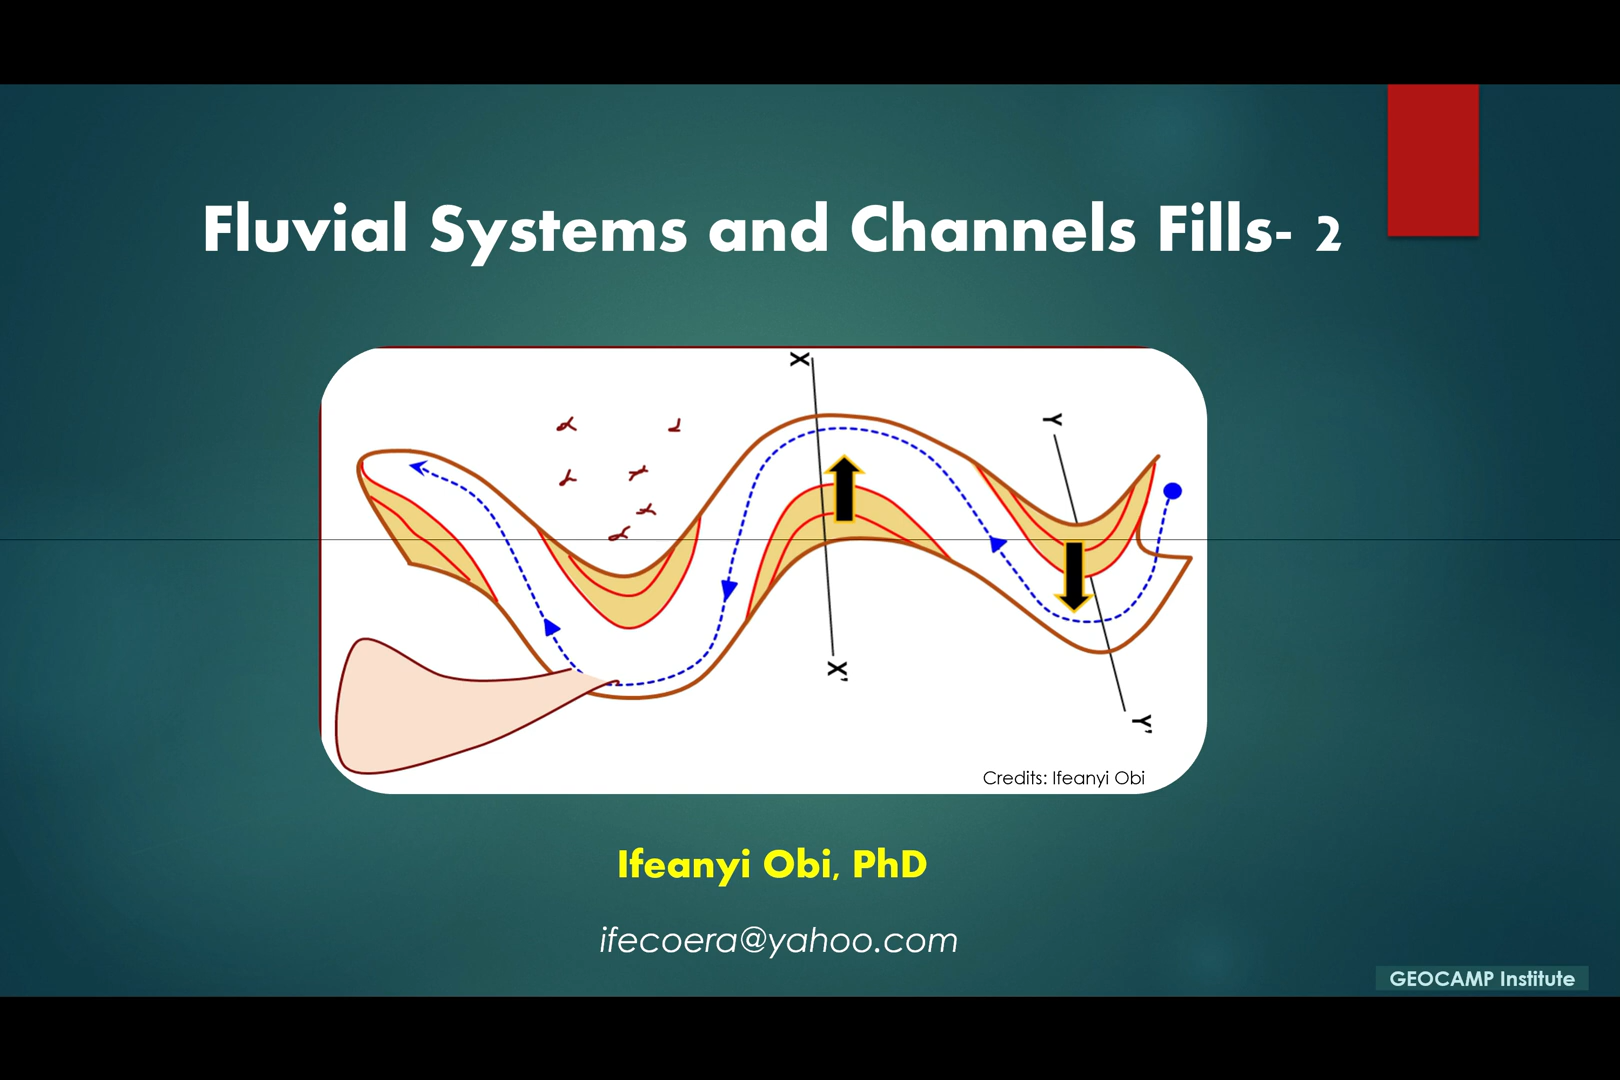 Fluvial Systems and Channels Fills- 2
X
Y
X'
Y'
Credits: Ifeanyi Obi
Ifeanyi Obi, PhD
ifecoera@yahoo.com
GEOCAMP Institute